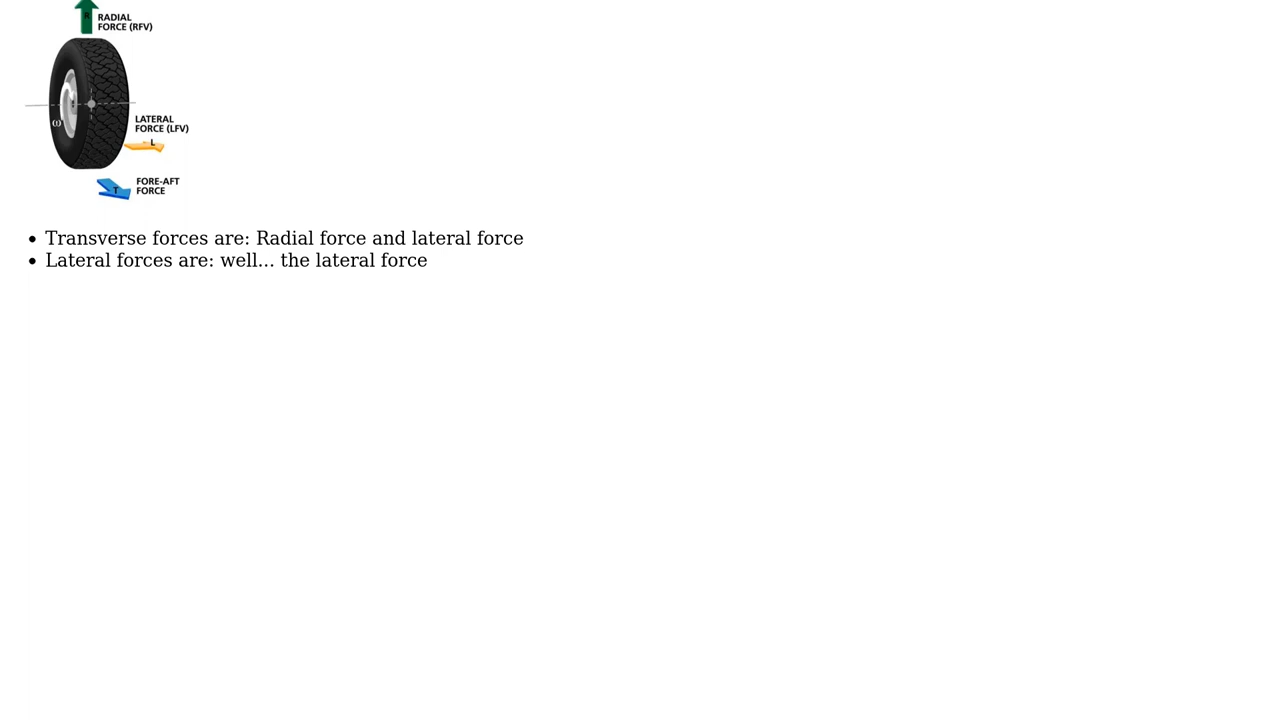 R
RADIAL
FORCE (RFV)
ω
LATERAL
FORCE (LFV)
L
FORE-AFT
FORCE
T
• Transverse forces are: Radial force and lateral force
• Lateral forces are: well... the lateral force